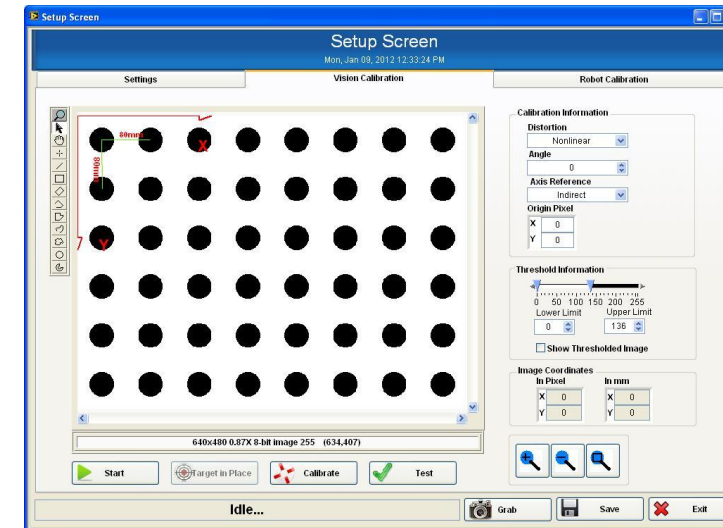 Setup Screen
Setup Screen
Mon, Jan 09, 2012 12:33:24 PM
Settings
Vision Calibration
Robot Calibration
80mm
X
80mm
Y
640x480 0.87X 8-bit image 255 (634,407)
Start
Target in Place
Calibrate
Test
Calibration Information
Distortion
Nonlinear
Angle
0
Axis Reference
Indirect
Origin Pixel
X 0
Y 0
Threshold Information
0 50 100 150 200 255
Lower Limit Upper Limit
0 136
Show Thresholded Image
Image Coordinates
In Pixel In mm
X 0 X 0
Y 0 Y 0
Idle...
Grab
Save
Exit